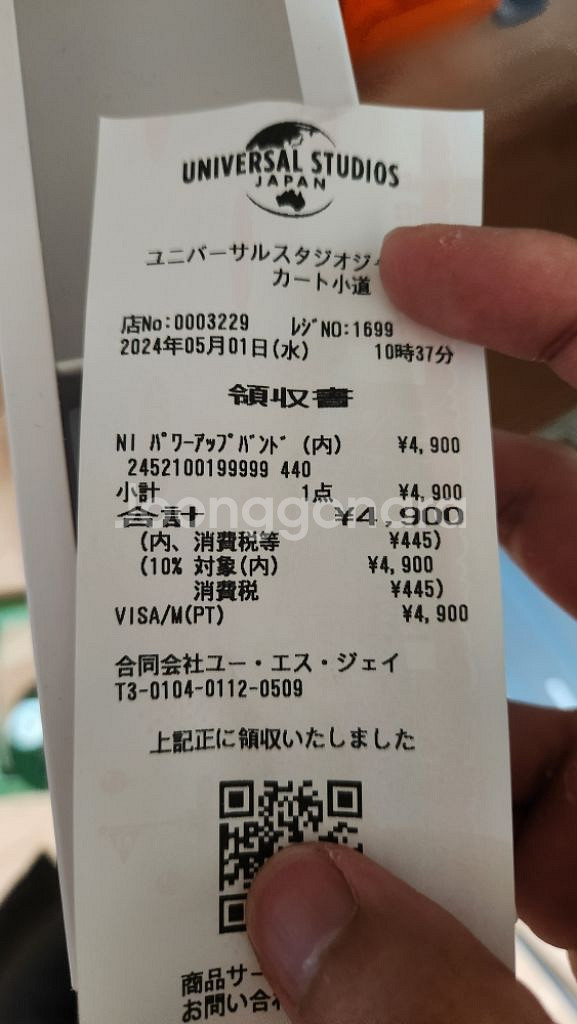 UNIVERSAL STUDIOS
JAPAN
ユニバーサルスタジオジ
カート小道
店No:0003229 ﾚｼﾞNO:1699
2024年05月01日(水) 10時37分
領収書
NI ﾊﾟﾜｰｱｯﾌﾟﾊﾞﾝﾄﾞ (内) ¥4,900
2452100199999 440
小計 1点 ¥4,900
合計 ¥4,900
(内、消費税等 ¥445)
(10% 対象(内) ¥4,900
消費税 ¥445)
VISA/M(PT) ¥4,900
合同会社ユー・エス・ジェイ
T3-0104-0112-0509
上記正に領収いたしました
商品サー
お問い合